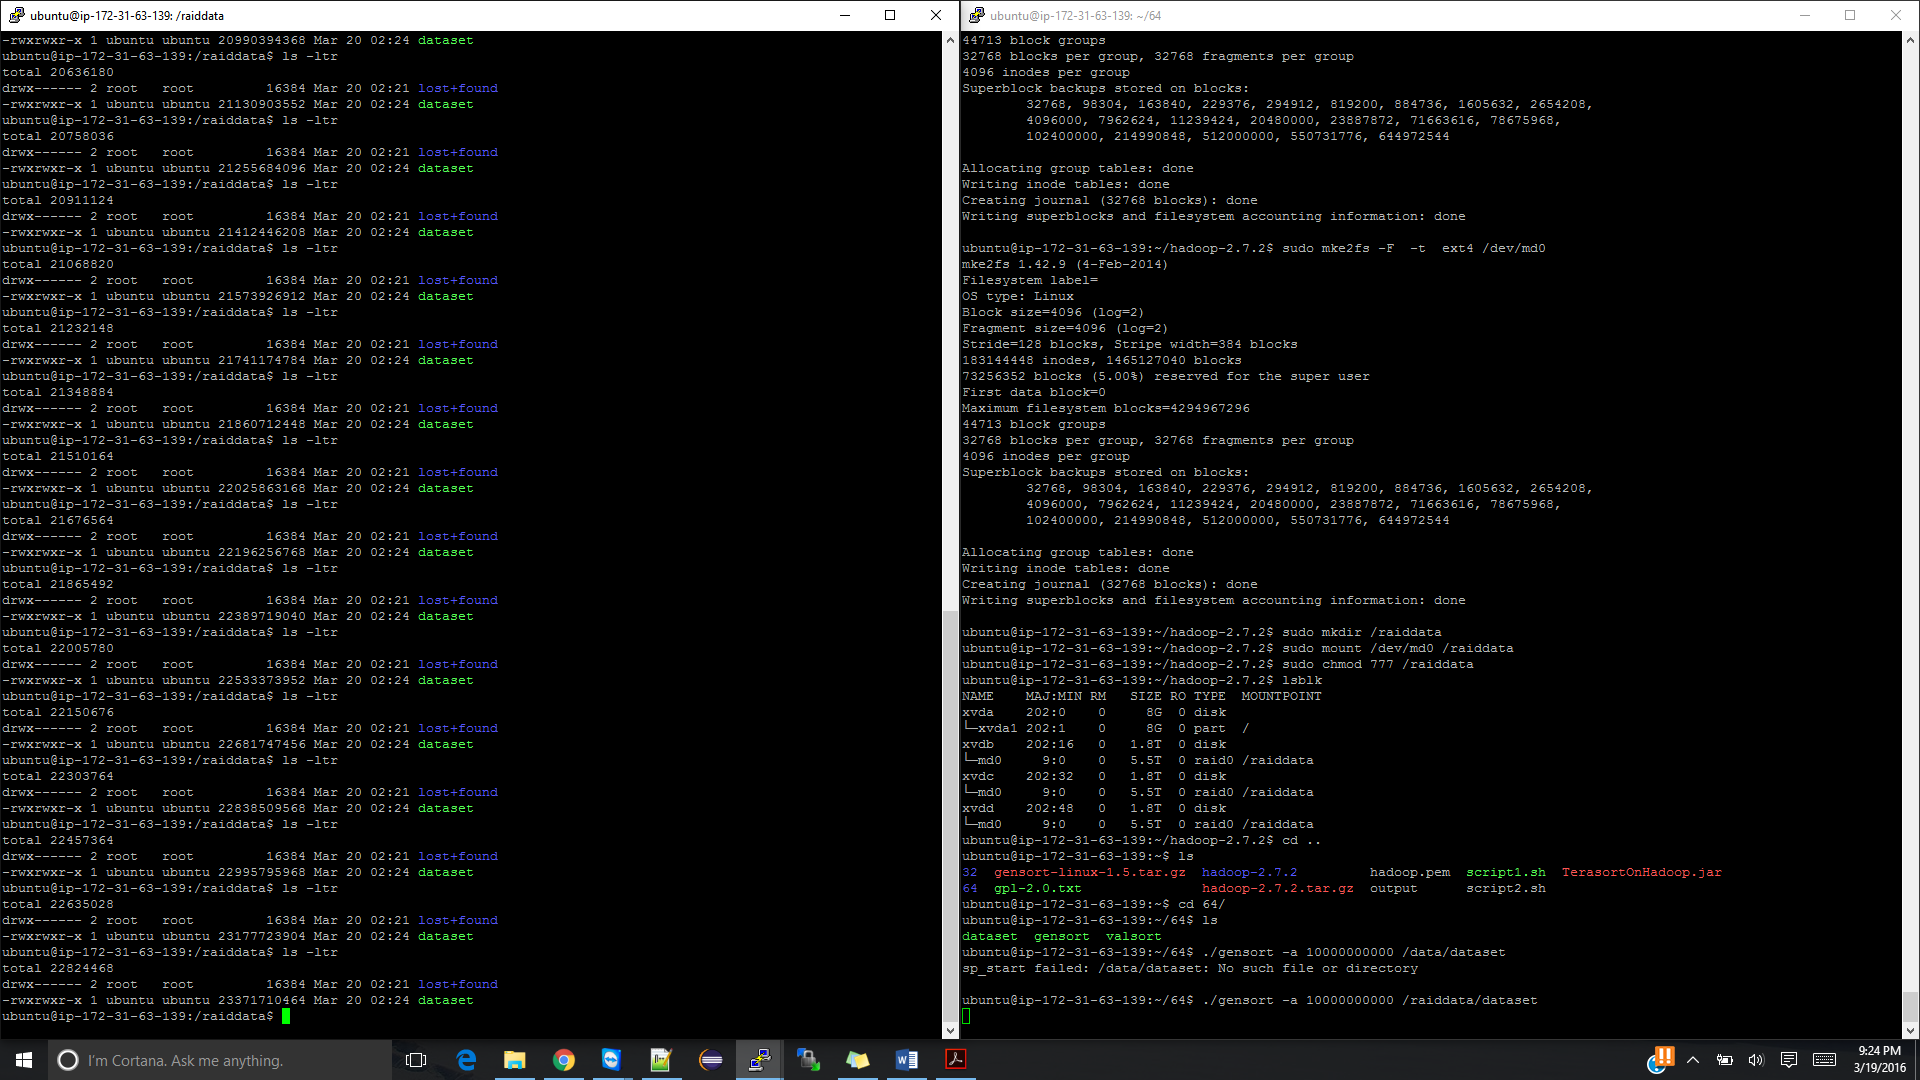 ubuntu@ip-172-31-63-139: /raiddata
-rwxrwxr-x 1 ubuntu ubuntu 20990394368 Mar 20 02:24 dataset
ubuntu@ip-172-31-63-139:/raiddata$ ls -ltr
total 20636180
drwx------ 2 root   root         16384 Mar 20 02:21 lost+found
-rwxrwxr-x 1 ubuntu ubuntu 21130903552 Mar 20 02:24 dataset
ubuntu@ip-172-31-63-139:/raiddata$ ls -ltr
total 20758036
drwx------ 2 root   root         16384 Mar 20 02:21 lost+found
-rwxrwxr-x 1 ubuntu ubuntu 21255684096 Mar 20 02:24 dataset
ubuntu@ip-172-31-63-139:/raiddata$ ls -ltr
total 20911124
drwx------ 2 root   root         16384 Mar 20 02:21 lost+found
-rwxrwxr-x 1 ubuntu ubuntu 21412446208 Mar 20 02:24 dataset
ubuntu@ip-172-31-63-139:/raiddata$ ls -ltr
total 21068820
drwx------ 2 root   root         16384 Mar 20 02:21 lost+found
-rwxrwxr-x 1 ubuntu ubuntu 21573926912 Mar 20 02:24 dataset
ubuntu@ip-172-31-63-139:/raiddata$ ls -ltr
total 21232148
drwx------ 2 root   root         16384 Mar 20 02:21 lost+found
-rwxrwxr-x 1 ubuntu ubuntu 21741174784 Mar 20 02:24 dataset
ubuntu@ip-172-31-63-139:/raiddata$ ls -ltr
total 21348884
drwx------ 2 root   root         16384 Mar 20 02:21 lost+found
-rwxrwxr-x 1 ubuntu ubuntu 21860712448 Mar 20 02:24 dataset
ubuntu@ip-172-31-63-139:/raiddata$ ls -ltr
total 21510164
drwx------ 2 root   root         16384 Mar 20 02:21 lost+found
-rwxrwxr-x 1 ubuntu ubuntu 22025863168 Mar 20 02:24 dataset
ubuntu@ip-172-31-63-139:/raiddata$ ls -ltr
total 21676564
drwx------ 2 root   root         16384 Mar 20 02:21 lost+found
-rwxrwxr-x 1 ubuntu ubuntu 22196256768 Mar 20 02:24 dataset
ubuntu@ip-172-31-63-139:/raiddata$ ls -ltr
total 21865492
drwx------ 2 root   root         16384 Mar 20 02:21 lost+found
-rwxrwxr-x 1 ubuntu ubuntu 22389719040 Mar 20 02:24 dataset
ubuntu@ip-172-31-63-139:/raiddata$ ls -ltr
total 22005780
drwx------ 2 root   root         16384 Mar 20 02:21 lost+found
-rwxrwxr-x 1 ubuntu ubuntu 22533373952 Mar 20 02:24 dataset
ubuntu@ip-172-31-63-139:/raiddata$ ls -ltr
total 22150676
drwx------ 2 root   root         16384 Mar 20 02:21 lost+found
-rwxrwxr-x 1 ubuntu ubuntu 22681747456 Mar 20 02:24 dataset
ubuntu@ip-172-31-63-139:/raiddata$ ls -ltr
total 22303764
drwx------ 2 root   root         16384 Mar 20 02:21 lost+found
-rwxrwxr-x 1 ubuntu ubuntu 22838509568 Mar 20 02:24 dataset
ubuntu@ip-172-31-63-139:/raiddata$ ls -ltr
total 22457364
drwx------ 2 root   root         16384 Mar 20 02:21 lost+found
-rwxrwxr-x 1 ubuntu ubuntu 22995795968 Mar 20 02:24 dataset
ubuntu@ip-172-31-63-139:/raiddata$ ls -ltr
total 22635028
drwx------ 2 root   root         16384 Mar 20 02:21 lost+found
-rwxrwxr-x 1 ubuntu ubuntu 23177723904 Mar 20 02:24 dataset
ubuntu@ip-172-31-63-139:/raiddata$ ls -ltr
total 22824468
drwx------ 2 root   root         16384 Mar 20 02:21 lost+found
-rwxrwxr-x 1 ubuntu ubuntu 23371710464 Mar 20 02:24 dataset
ubuntu@ip-172-31-63-139:/raiddata$
ubuntu@ip-172-31-63-139: ~/64
44713 block groups
32768 blocks per group, 32768 fragments per group
4096 inodes per group
Superblock backups stored on blocks:
        32768, 98304, 163840, 229376, 294912, 819200, 884736, 1605632, 2654208,
        4096000, 7962624, 11239424, 20480000, 23887872, 71663616, 78675968,
        102400000, 214990848, 512000000, 550731776, 644972544
Allocating group tables: done
Writing inode tables: done
Creating journal (32768 blocks): done
Writing superblocks and filesystem accounting information: done
ubuntu@ip-172-31-63-139:~/hadoop-2.7.2$ sudo mke2fs -F  -t  ext4 /dev/md0
mke2fs 1.42.9 (4-Feb-2014)
Filesystem label=
OS type: Linux
Block size=4096 (log=2)
Fragment size=4096 (log=2)
Stride=128 blocks, Stripe width=384 blocks
183144448 inodes, 1465127040 blocks
73256352 blocks (5.00%) reserved for the super user
First data block=0
Maximum filesystem blocks=4294967296
44713 block groups
32768 blocks per group, 32768 fragments per group
4096 inodes per group
Superblock backups stored on blocks:
        32768, 98304, 163840, 229376, 294912, 819200, 884736, 1605632, 2654208,
        4096000, 7962624, 11239424, 20480000, 23887872, 71663616, 78675968,
        102400000, 214990848, 512000000, 550731776, 644972544
Allocating group tables: done
Writing inode tables: done
Creating journal (32768 blocks): done
Writing superblocks and filesystem accounting information: done
ubuntu@ip-172-31-63-139:~/hadoop-2.7.2$ sudo mkdir /raiddata
ubuntu@ip-172-31-63-139:~/hadoop-2.7.2$ sudo mount /dev/md0 /raiddata
ubuntu@ip-172-31-63-139:~/hadoop-2.7.2$ sudo chmod 777 /raiddata
ubuntu@ip-172-31-63-139:~/hadoop-2.7.2$ lsblk
NAME    MAJ:MIN RM   SIZE RO TYPE  MOUNTPOINT
xvda    202:0    0     8G  0 disk
└─xvda1 202:1    0     8G  0 part  /
xvdb    202:16   0   1.8T  0 disk
└─md0     9:0    0   5.5T  0 raid0 /raiddata
xvdc    202:32   0   1.8T  0 disk
└─md0     9:0    0   5.5T  0 raid0 /raiddata
xvdd    202:48   0   1.8T  0 disk
└─md0     9:0    0   5.5T  0 raid0 /raiddata
ubuntu@ip-172-31-63-139:~/hadoop-2.7.2$ cd ..
ubuntu@ip-172-31-63-139:~$ ls
32  gensort-linux-1.5.tar.gz  hadoop-2.7.2         hadoop.pem  script1.sh  TerasortOnHadoop.jar
64  gpl-2.0.txt               hadoop-2.7.2.tar.gz  output      script2.sh
ubuntu@ip-172-31-63-139:~$ cd 64/
ubuntu@ip-172-31-63-139:~/64$ ls
dataset  gensort  valsort
ubuntu@ip-172-31-63-139:~/64$ ./gensort -a 10000000000 /data/dataset
sp_start failed: /data/dataset: No such file or directory
ubuntu@ip-172-31-63-139:~/64$ ./gensort -a 10000000000 /raiddata/dataset
I'm Cortana. Ask me anything.
9:24 PM
3/19/2016